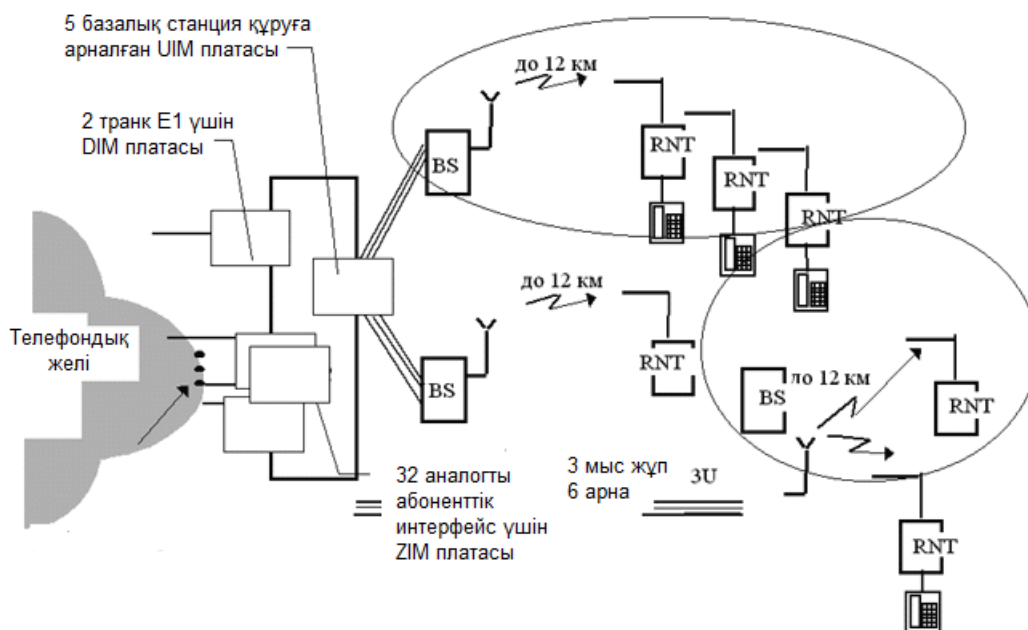 5 базалық станция құруға
арналған UIM платасы
до 12 км
2 транк Е1 үшін
DIM платасы
BS
RNT
RNT
RNT
до 12 км
Телефондық
желі
BS
RNT
BS
до 12 км
RNT
32 аналогты
абоненттік
интерфейс үшін
ZIM платасы
3 мыс жұп
6 арна
3U
RNT